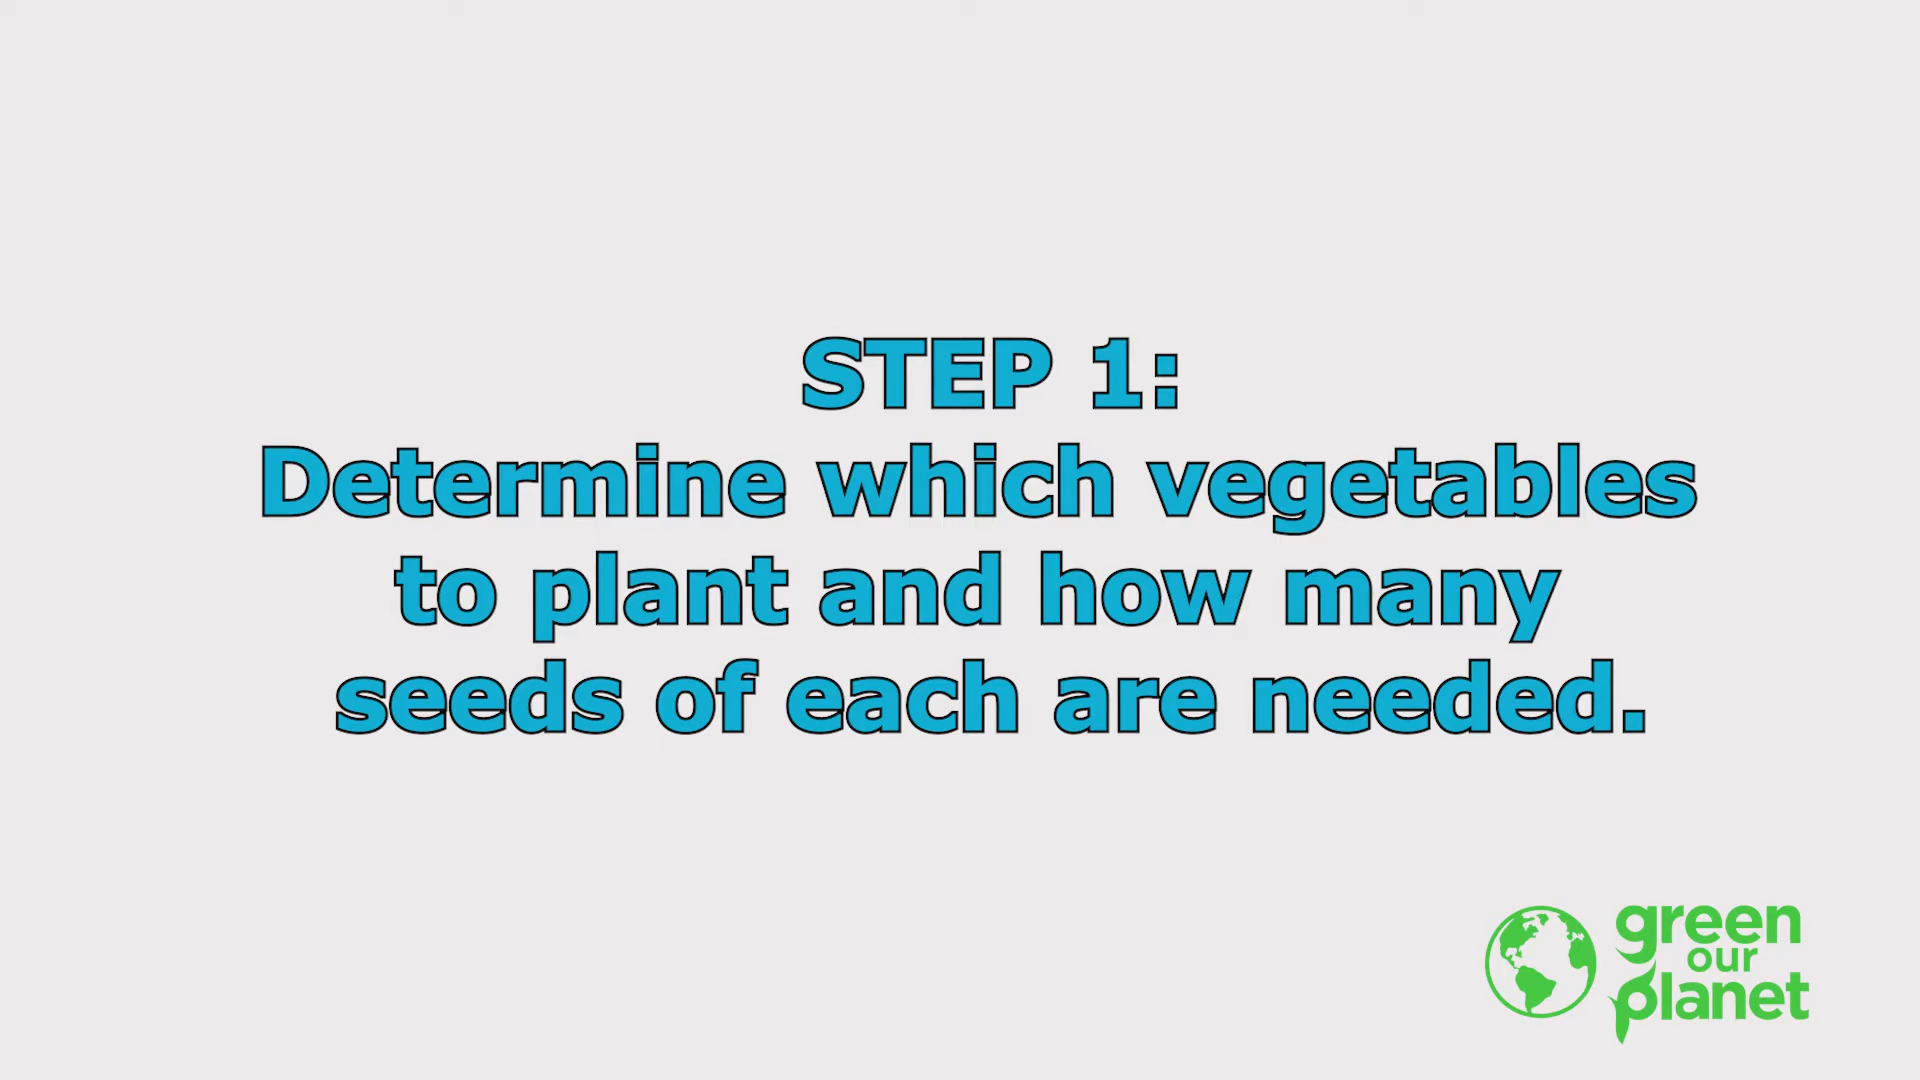 STEP 1:
Determine which vegetables
to plant and how many
seeds of each are needed.
green
our
planet